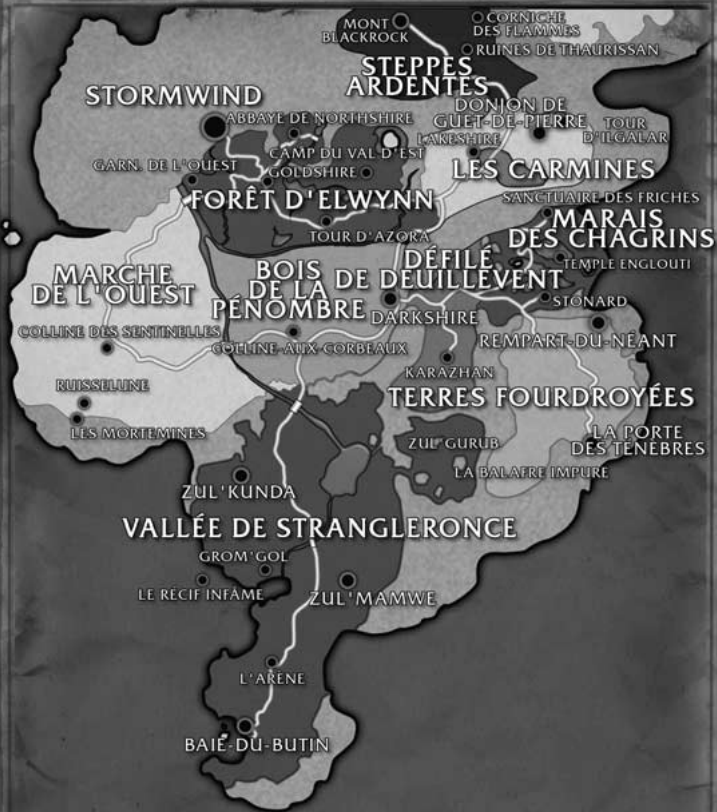 MONT
BLACKROCK
CORNICHE
DES FLAMMES
RUINES DE THAURISSAN
STEPPES
ARDENTES
STORMWIND
ABBAYE DE NORTHSHIRE
DONJON DE
GUET-DE-PIERRE
TOUR
D'ILGALAR
LAKESHIRE
CAMP DU VAL D'EST
GARN. DE L'OUEST
GOLDSHIRE
LES CARMINES
FORÊT D'ELWYNN
SANCTUAIRE DES FRICHES
MARAIS
DES CHAGRINS
TOUR D'AZORA
TEMPLE ENGLOUTI
MARCHE
DE L'OUEST
BOIS
DE LA
PÉNOMBRE
DÉFILÉ
DE DEUILLEVENT
STONARD
DARKSHIRE
COLLINE DES SENTINELLES
COLLINE-AUX-CORBEAUX
REMPART-DU-NÉANT
KARAZHAN
RUISSELUNE
TERRES FOUDROYÉES
LES MORTEMINES
ZUL'GURUB
LA PORTE
DES TÉNÈBRES
LA BALAFRE IMPURE
ZUL'KUNDA
VALLÉE DE STRANGLERONCE
GROM'GOL
LE RÉCIF INFÂME
ZUL'MAMWE
L'ARÈNE
BAIE-DU-BUTIN